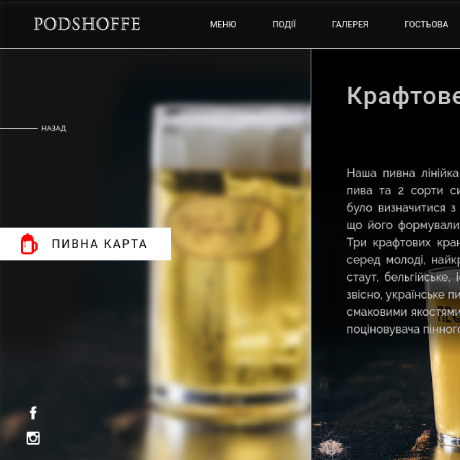 PODSHOFFE
МЕНЮ ПОДІЇ ГАЛЕРЕЯ ГОСТЬОВА
Крафтове
НАЗАД
Наша пивна лінійка
пива та 2 сорти си
було визначитися з
що його формували
ПИВНА КАРТА
Три крафтових кран
серед молоді, найкр
стаут, бельгійське, і
звісно, українське пи
смаковими якостями
поціновувача пінного